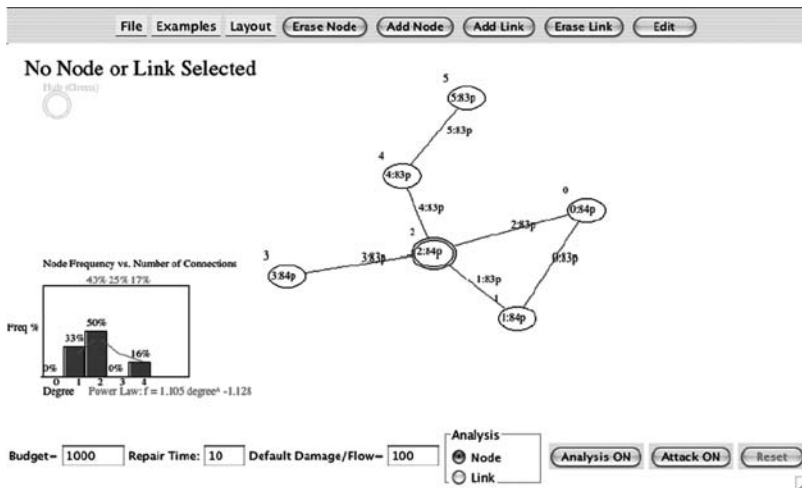 File Examples Layout Erase Node Add Node Add Link Erase Link Edit
No Node or Link Selected
5
5:83p
5:83p
4
4:83p
4:83p
0
0:84p
2:83p
2
2:84p
3
3:84p
3:83p
0:83p
1:83p
1
1:84p
Node Frequency vs. Number of Connections
43% 25% 17%
Freq %
0% 33% 50% 0% 16%
0 1 2 3 4
Degree Power Law: f = 1.105 degree^ -1.128
Budget= 1000 Repair Time: 10 Default Damage/Flow= 100
Analysis
Node
Link
Analysis ON Attack ON Reset